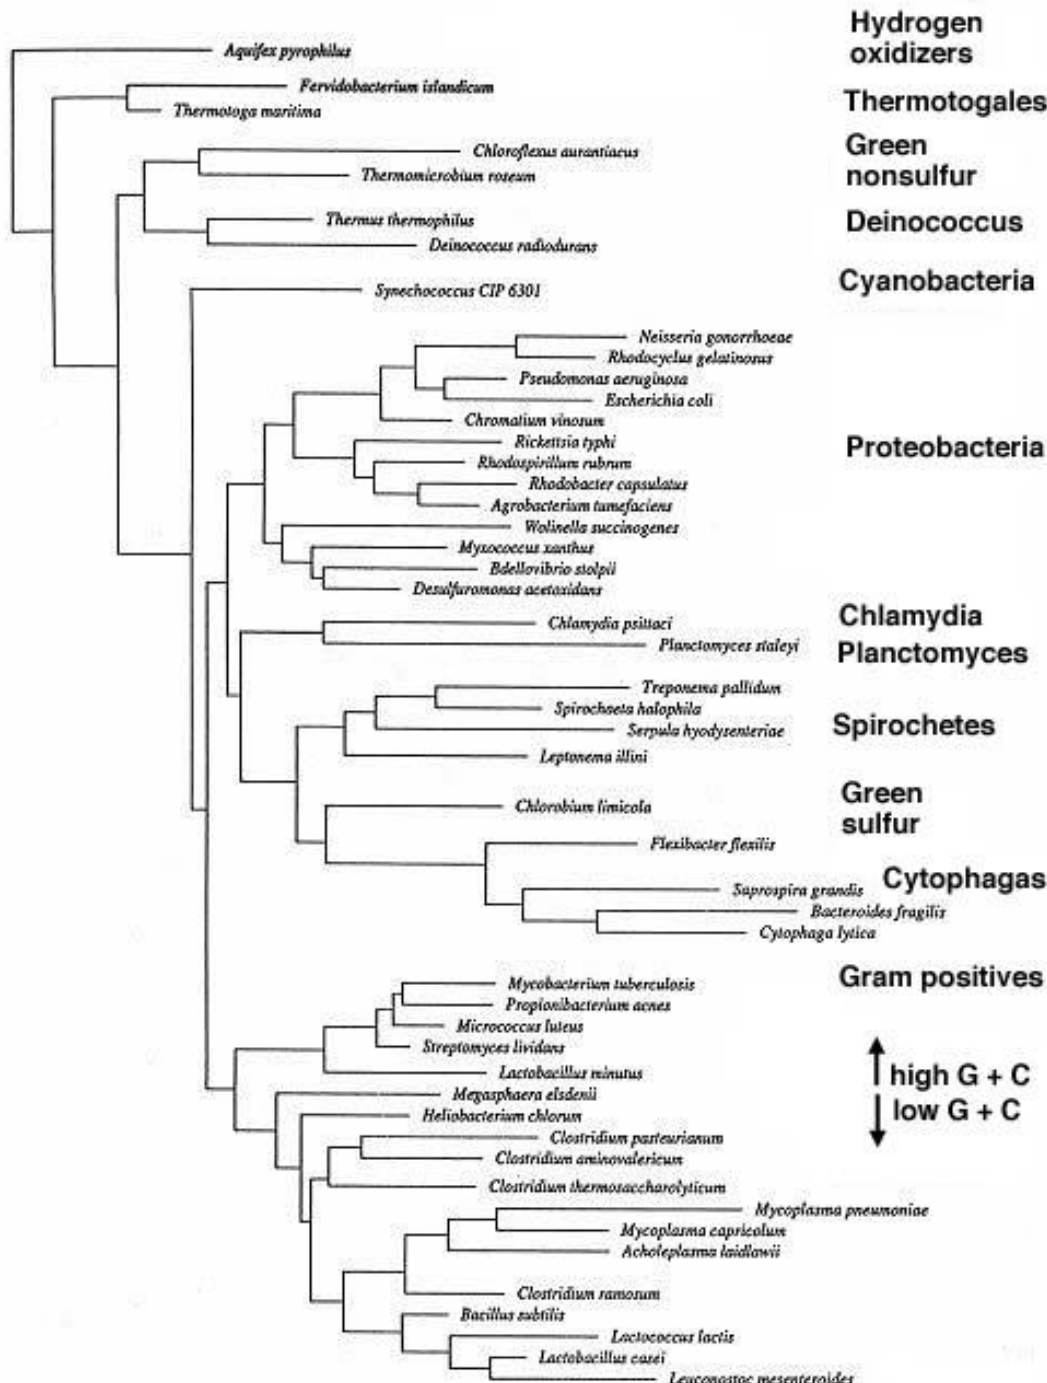 Hydrogen
oxidizers
Aquifex pyrophilus
Fervidobacterium islandicum
Thermotogales
Thermotoga maritima
Green
nonsulfur
Chloroflexus aurantiacus
Thermomicrobium roseum
Thermus thermophilus
Deinococcus
Deinococcus radiodurans
Cyanobacteria
Synechococcus CIP 6301
Neisseria gonorrhoeae
Rhodocyclus gelatinosus
Pseudomonas aeruginosa
Escherichia coli
Chromatium vinosum
Rickettsia typhi
Proteobacteria
Rhodospirillum rubrum
Rhodobacter capsulatus
Agrobacterium tumefaciens
Wolinella succinogenes
Myxococcus xanthus
Bdellovibrio stolpii
Desulfuromonas acetoxidans
Chlamydia
Chlamydia psittaci
Planctomyces staleyi
Planctomyces
Treponema pallidum
Spirochaeta halophila
Spirochetes
Serpula hyodysenteriae
Leptonema illini
Green
sulfur
Chlorobium limicola
Flexibacter flexilis
Cytophagas
Saprospira grandis
Bacteroides fragilis
Cytophaga lytica
Gram positives
Mycobacterium tuberculosis
Propionibacterium acnes
Micrococcus luteus
Streptomyces lividans
Lactobacillus minutus
high G + C
Megasphaera elsdenii
low G + C
Heliobacterium chlorum
Clostridium pasteurianum
Clostridium aminovalericum
Clostridium thermosaccharolyticum
Mycoplasma pneumoniae
Mycoplasma capricolum
Acholeplasma laidlawii
Clostridium ramosum
Bacillus subtilis
Lactococcus lactis
Lactobacillus casei
Leuconostoc mesenteroides